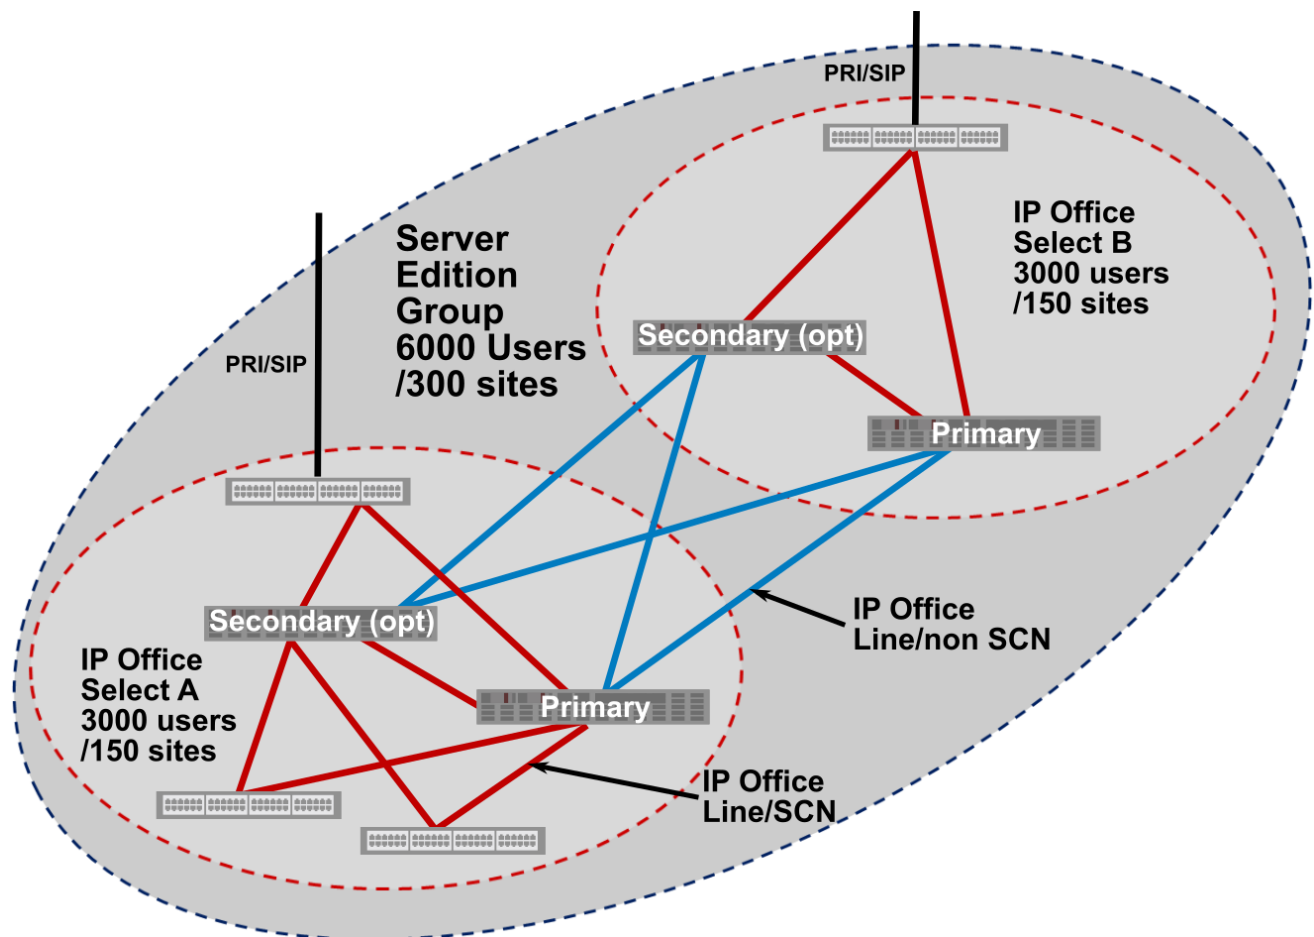 PRI/SIP
IP Office
Select B
3000 users
/150 sites
Server
Edition
Group
6000 Users
/300 sites
PRI/SIP
Secondary (opt)
Primary
IP Office
Line/non SCN
Secondary (opt)
IP Office
Select A
3000 users
/150 sites
Primary
IP Office
Line/SCN